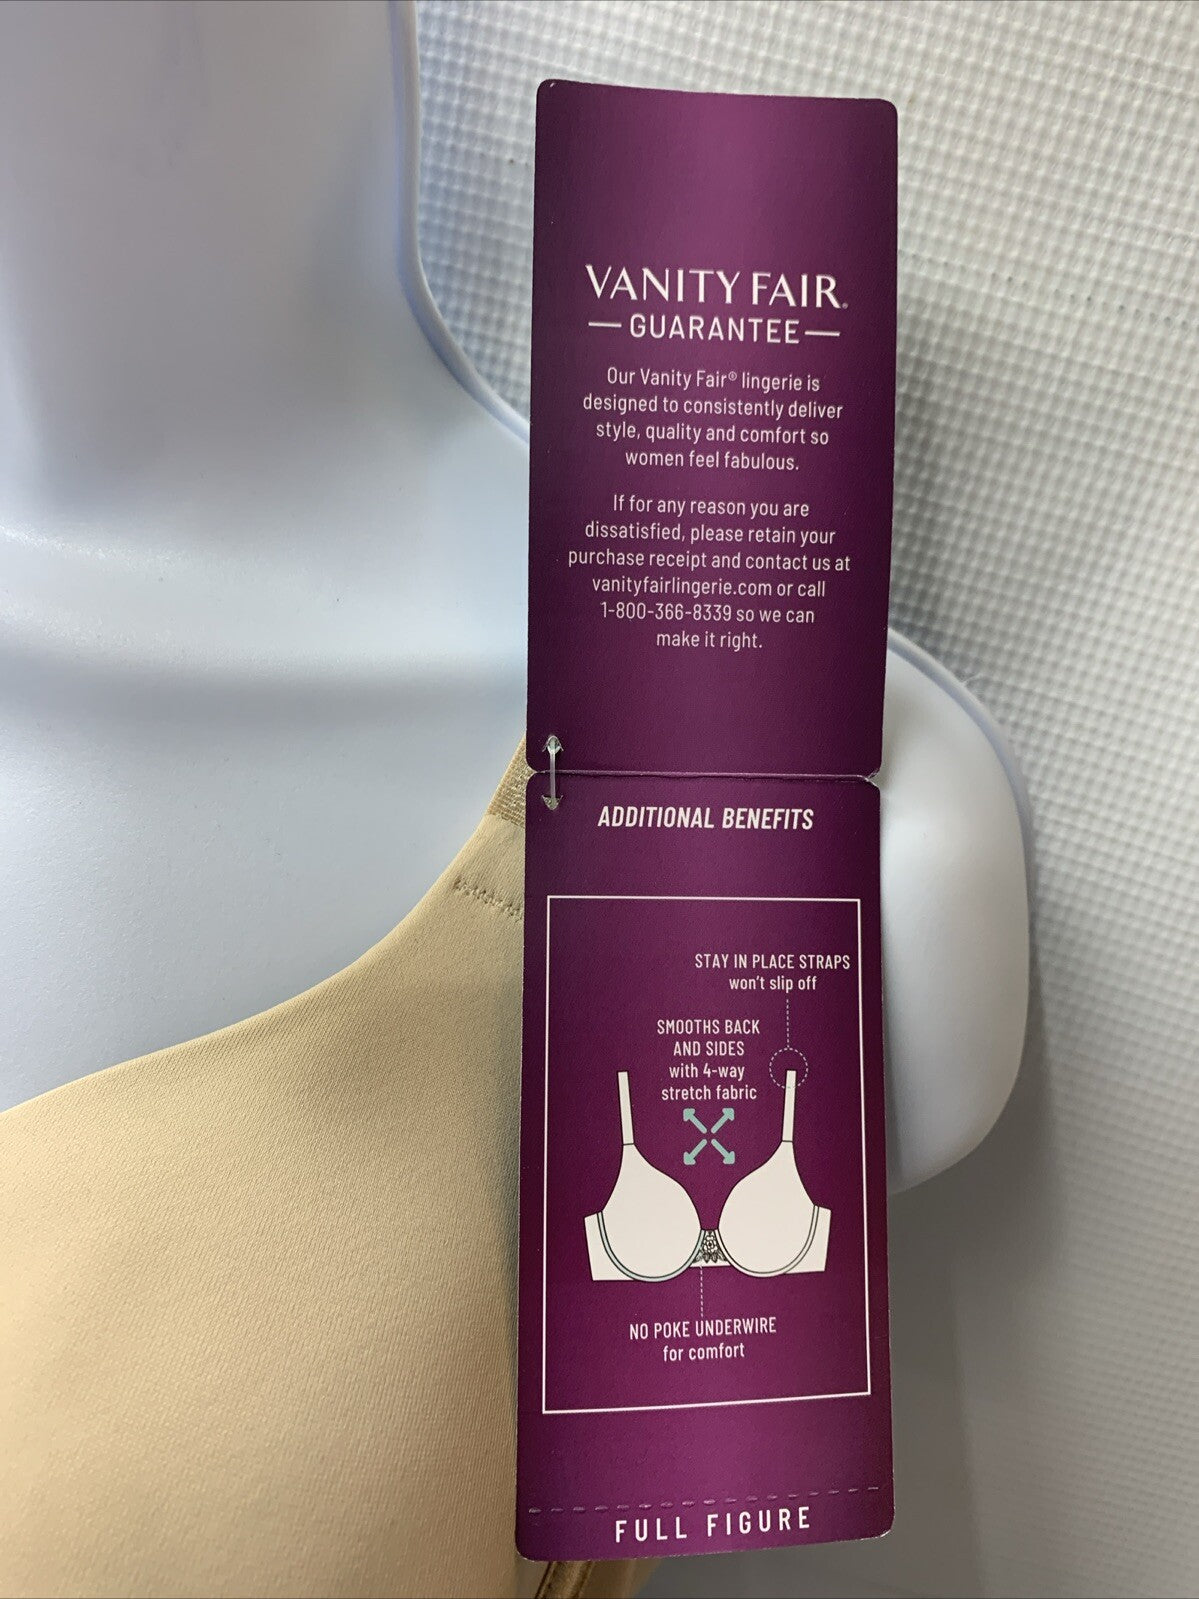 VANITY FAIR®
GUARANTEE
Our Vanity Fair® lingerie is
designed to consistently deliver
style, quality and comfort so
women feel fabulous.
If for any reason you are
dissatisfied, please retain your
purchase receipt and contact us at
vanityfairlingerie.com or call
1-800-366-8339 so we can
make it right.
ADDITIONAL BENEFITS
STAY IN PLACE STRAPS
won't slip off
SMOOTHS BACK
AND SIDES
with 4-way
stretch fabric
NO POKE UNDERWIRE
for comfort
FULL FIGURE